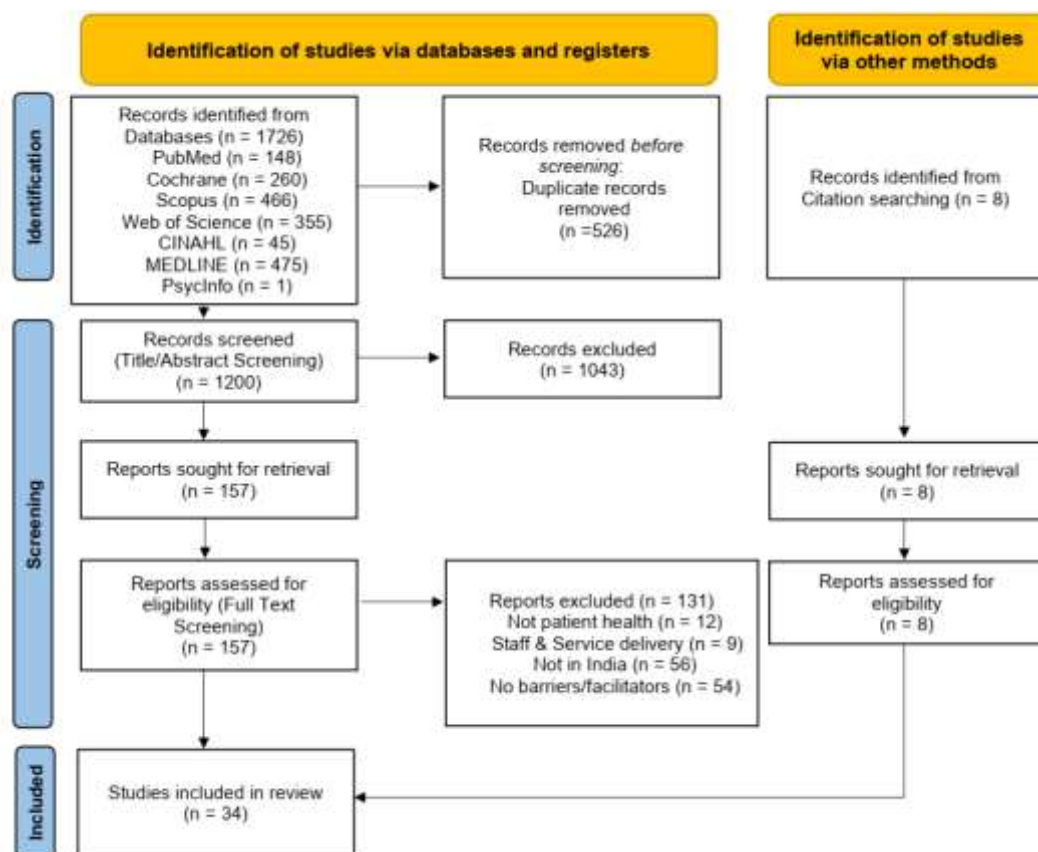 Identification of studies via databases and registers
Identification of studies
via other methods
Identification
Records identified from
Databases (n = 1726)
PubMed (n = 148)
Cochrane (n = 260)
Scopus (n = 466)
Web of Science (n = 355)
CINAHL (n = 45)
MEDLINE (n = 475)
PsycInfo (n = 1)
Records removed before
screening:
Duplicate records
removed
(n =526)
Records identified from
Citation searching (n = 8)
Screening
Records screened
(Title/Abstract Screening)
(n = 1200)
Records excluded
(n = 1043)
Reports sought for retrieval
(n = 157)
Reports sought for retrieval
(n = 8)
Reports assessed for
eligibility (Full Text
Screening)
(n = 157)
Reports excluded (n = 131)
Not patient health (n = 12)
Staff & Service delivery (n = 9)
Not in India (n = 56)
No barriers/facilitators (n = 54)
Reports assessed for
eligibility
(n = 8)
Included
Studies included in review
(n = 34)